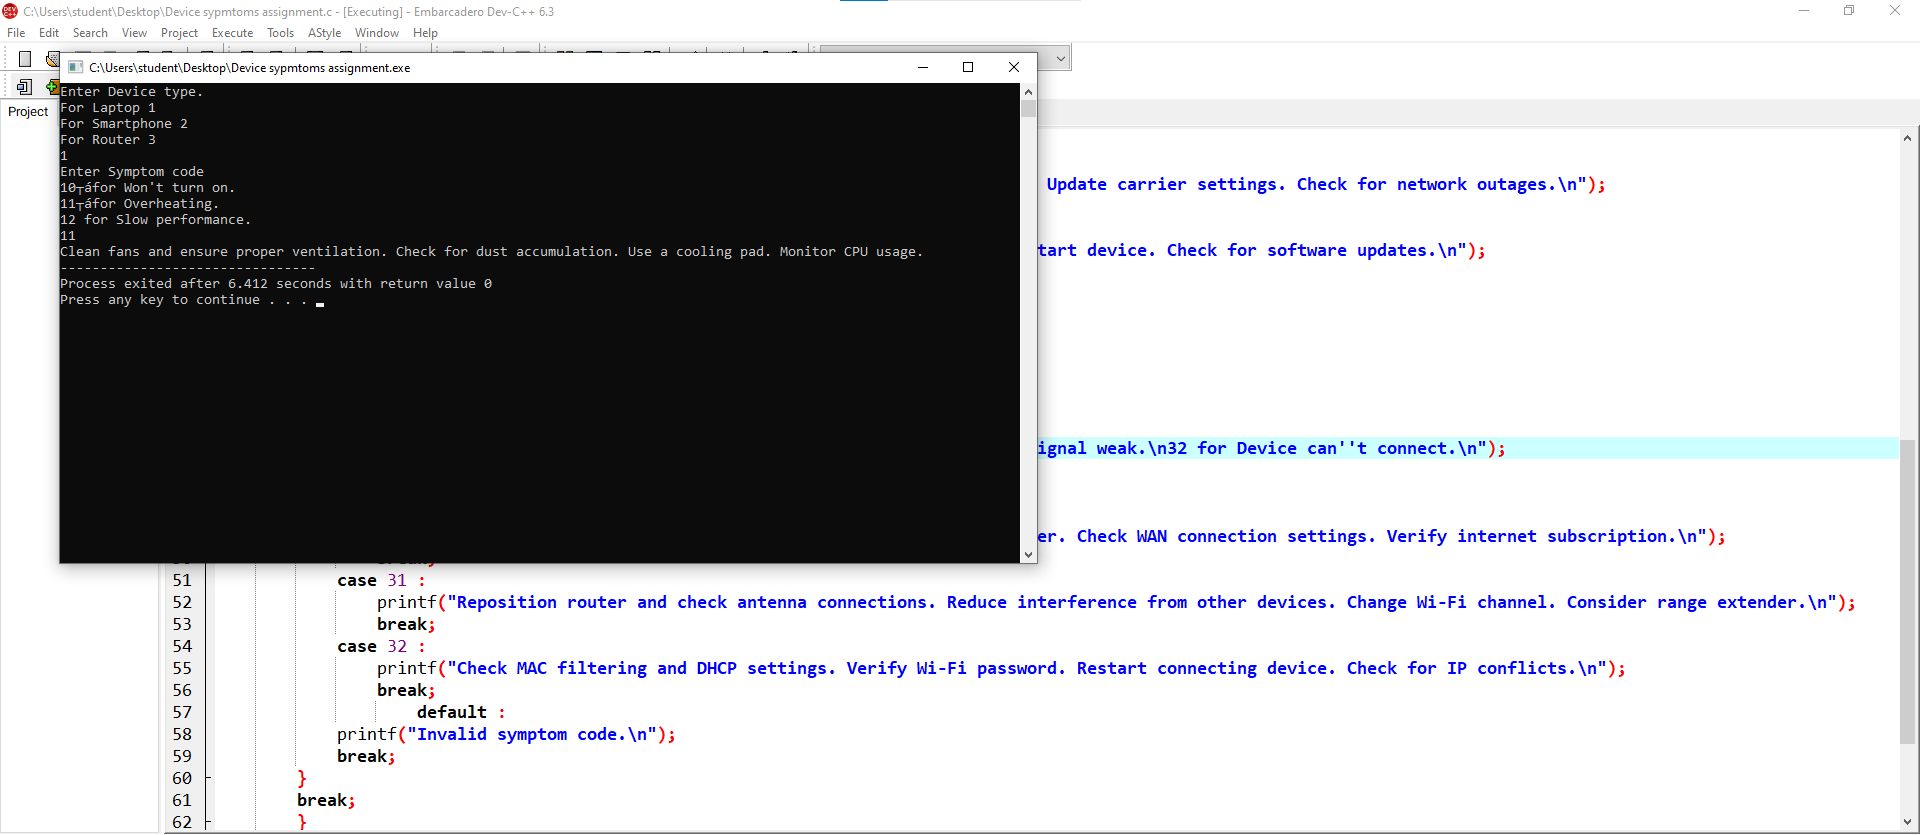 C:\Users\student\Desktop\Device sypmtoms assignment.c - [Executing] - Embarcadero Dev-C++ 6.3
File Edit Search View Project Execute Tools AStyle Window Help
C:\Users\student\Desktop\Device sypmtoms assignment.exe
Project
Enter Device type.
For Laptop 1
For Smartphone 2
For Router 3
1
Enter Symptom code
10┬áfor Won't turn on.
11┬áfor Overheating.
12 for Slow performance.
11
Clean fans and ensure proper ventilation. Check for dust accumulation. Use a cooling pad. Monitor CPU usage.
--------------------------------
Process exited after 6.412 seconds with return value 0
Press any key to continue . . .
Update carrier settings. Check for network outages.\n");
tart device. Check for software updates.\n");
ignal weak.\n32 for Device can''t connect.\n");
er. Check WAN connection settings. Verify internet subscription.\n");
51 case 31 :
52 printf("Reposition router and check antenna connections. Reduce interference from other devices. Change Wi-Fi channel. Consider range extender.\n");
53 break;
54 case 32 :
55 printf("Check MAC filtering and DHCP settings. Verify Wi-Fi password. Restart connecting device. Check for IP conflicts.\n");
56 break;
57 default :
58 printf("Invalid symptom code.\n");
59 break;
60 }
61 break;
62 }